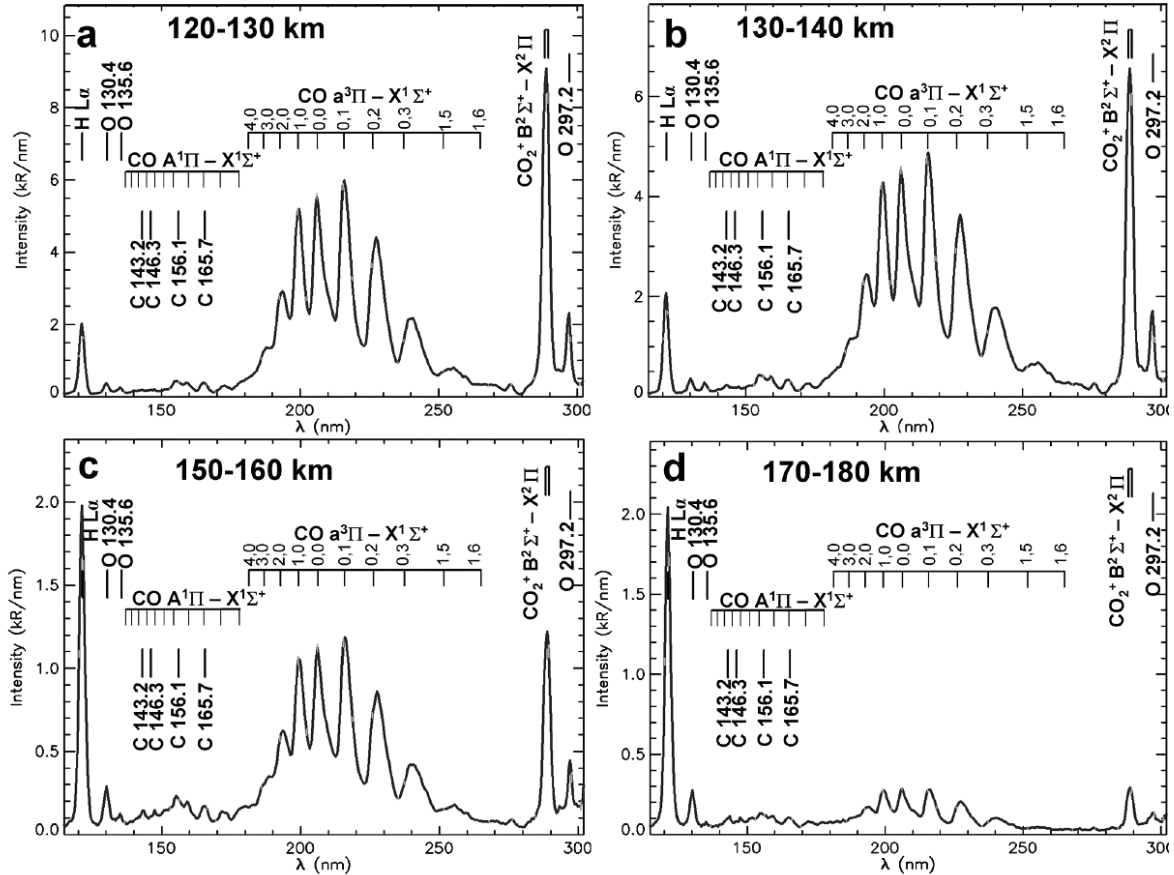 a
120-130 km
10
8
6
4
2
0
Intensity (kR/nm)
H Lα
O 130.4
O 135.6
CO A¹Π – X¹Σ⁺
C 143.2
C 146.3
C 156.1
C 165.7
CO a³Π – X¹ Σ⁺
4,0 3,0 2,0 1,0 0,0 0,1 0,2 0,3 1,5 1,6
CO₂⁺ B²Σ⁺ – X²Π
O 297.2
150 200 250 300
λ (nm)
b
130-140 km
6
4
2
0
Intensity (kR/nm)
H Lα
O 130.4
O 135.6
CO A¹Π – X¹Σ⁺
C 143.2
C 146.3
C 156.1
C 165.7
CO a³Π – X¹ Σ⁺
4,0 3,0 2,0 1,0 0,0 0,1 0,2 0,3 1,5 1,6
CO₂⁺ B²Σ⁺ – X²Π
O 297.2
150 200 250 300
λ (nm)
c
150-160 km
2.0
1.5
1.0
0.5
0.0
Intensity (kR/nm)
H Lα
O 130.4
O 135.6
CO A¹Π – X¹Σ⁺
C 143.2
C 146.3
C 156.1
C 165.7
CO a³Π – X¹ Σ⁺
4,0 3,0 2,0 1,0 0,0 0,1 0,2 0,3 1,5 1,6
CO₂⁺ B²Σ⁺ – X²Π
O 297.2
150 200 250 300
λ (nm)
d
170-180 km
2.0
1.5
1.0
0.5
0.0
Intensity (kR/nm)
H Lα
O 130.4
O 135.6
CO A¹Π – X¹Σ⁺
C 143.2
C 146.3
C 156.1
C 165.7
CO a³Π – X¹ Σ⁺
4,0 3,0 2,0 1,0 0,0 0,1 0,2 0,3 1,5 1,6
CO₂⁺ B²Σ⁺ – X²Π
O 297.2
150 200 250 300
λ (nm)